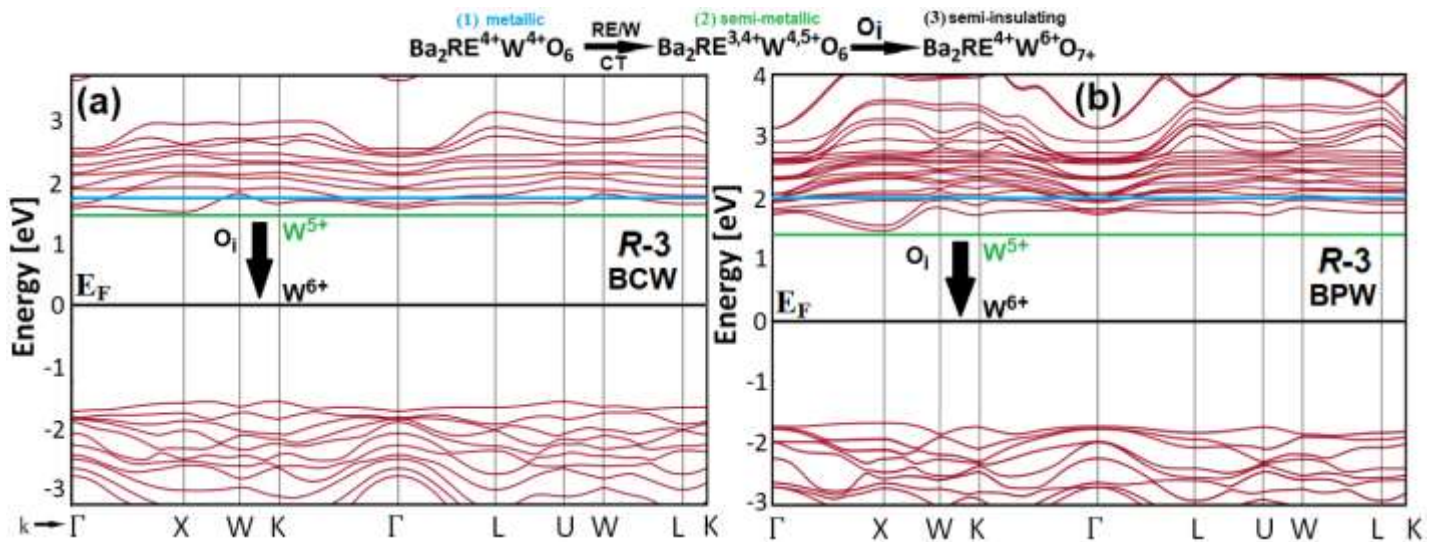 (1) metallic RE/W (2) semi-metallic Oi (3) semi-insulating
Ba2RE4+W4+O6 CT Ba2RE3,4+W4,5+O6 Ba2RE4+W6+O7+
(a)
Energy [eV]
3
2
1
0
-1
-2
-3
Oi
W5+
W6+
EF
R-3
BCW
k
Γ X W K Γ L U W L K
(b)
Energy [eV]
4
3
2
1
0
-1
-2
-3
Oi
W5+
W6+
EF
R-3
BPW
Γ X W K Γ L U W L K